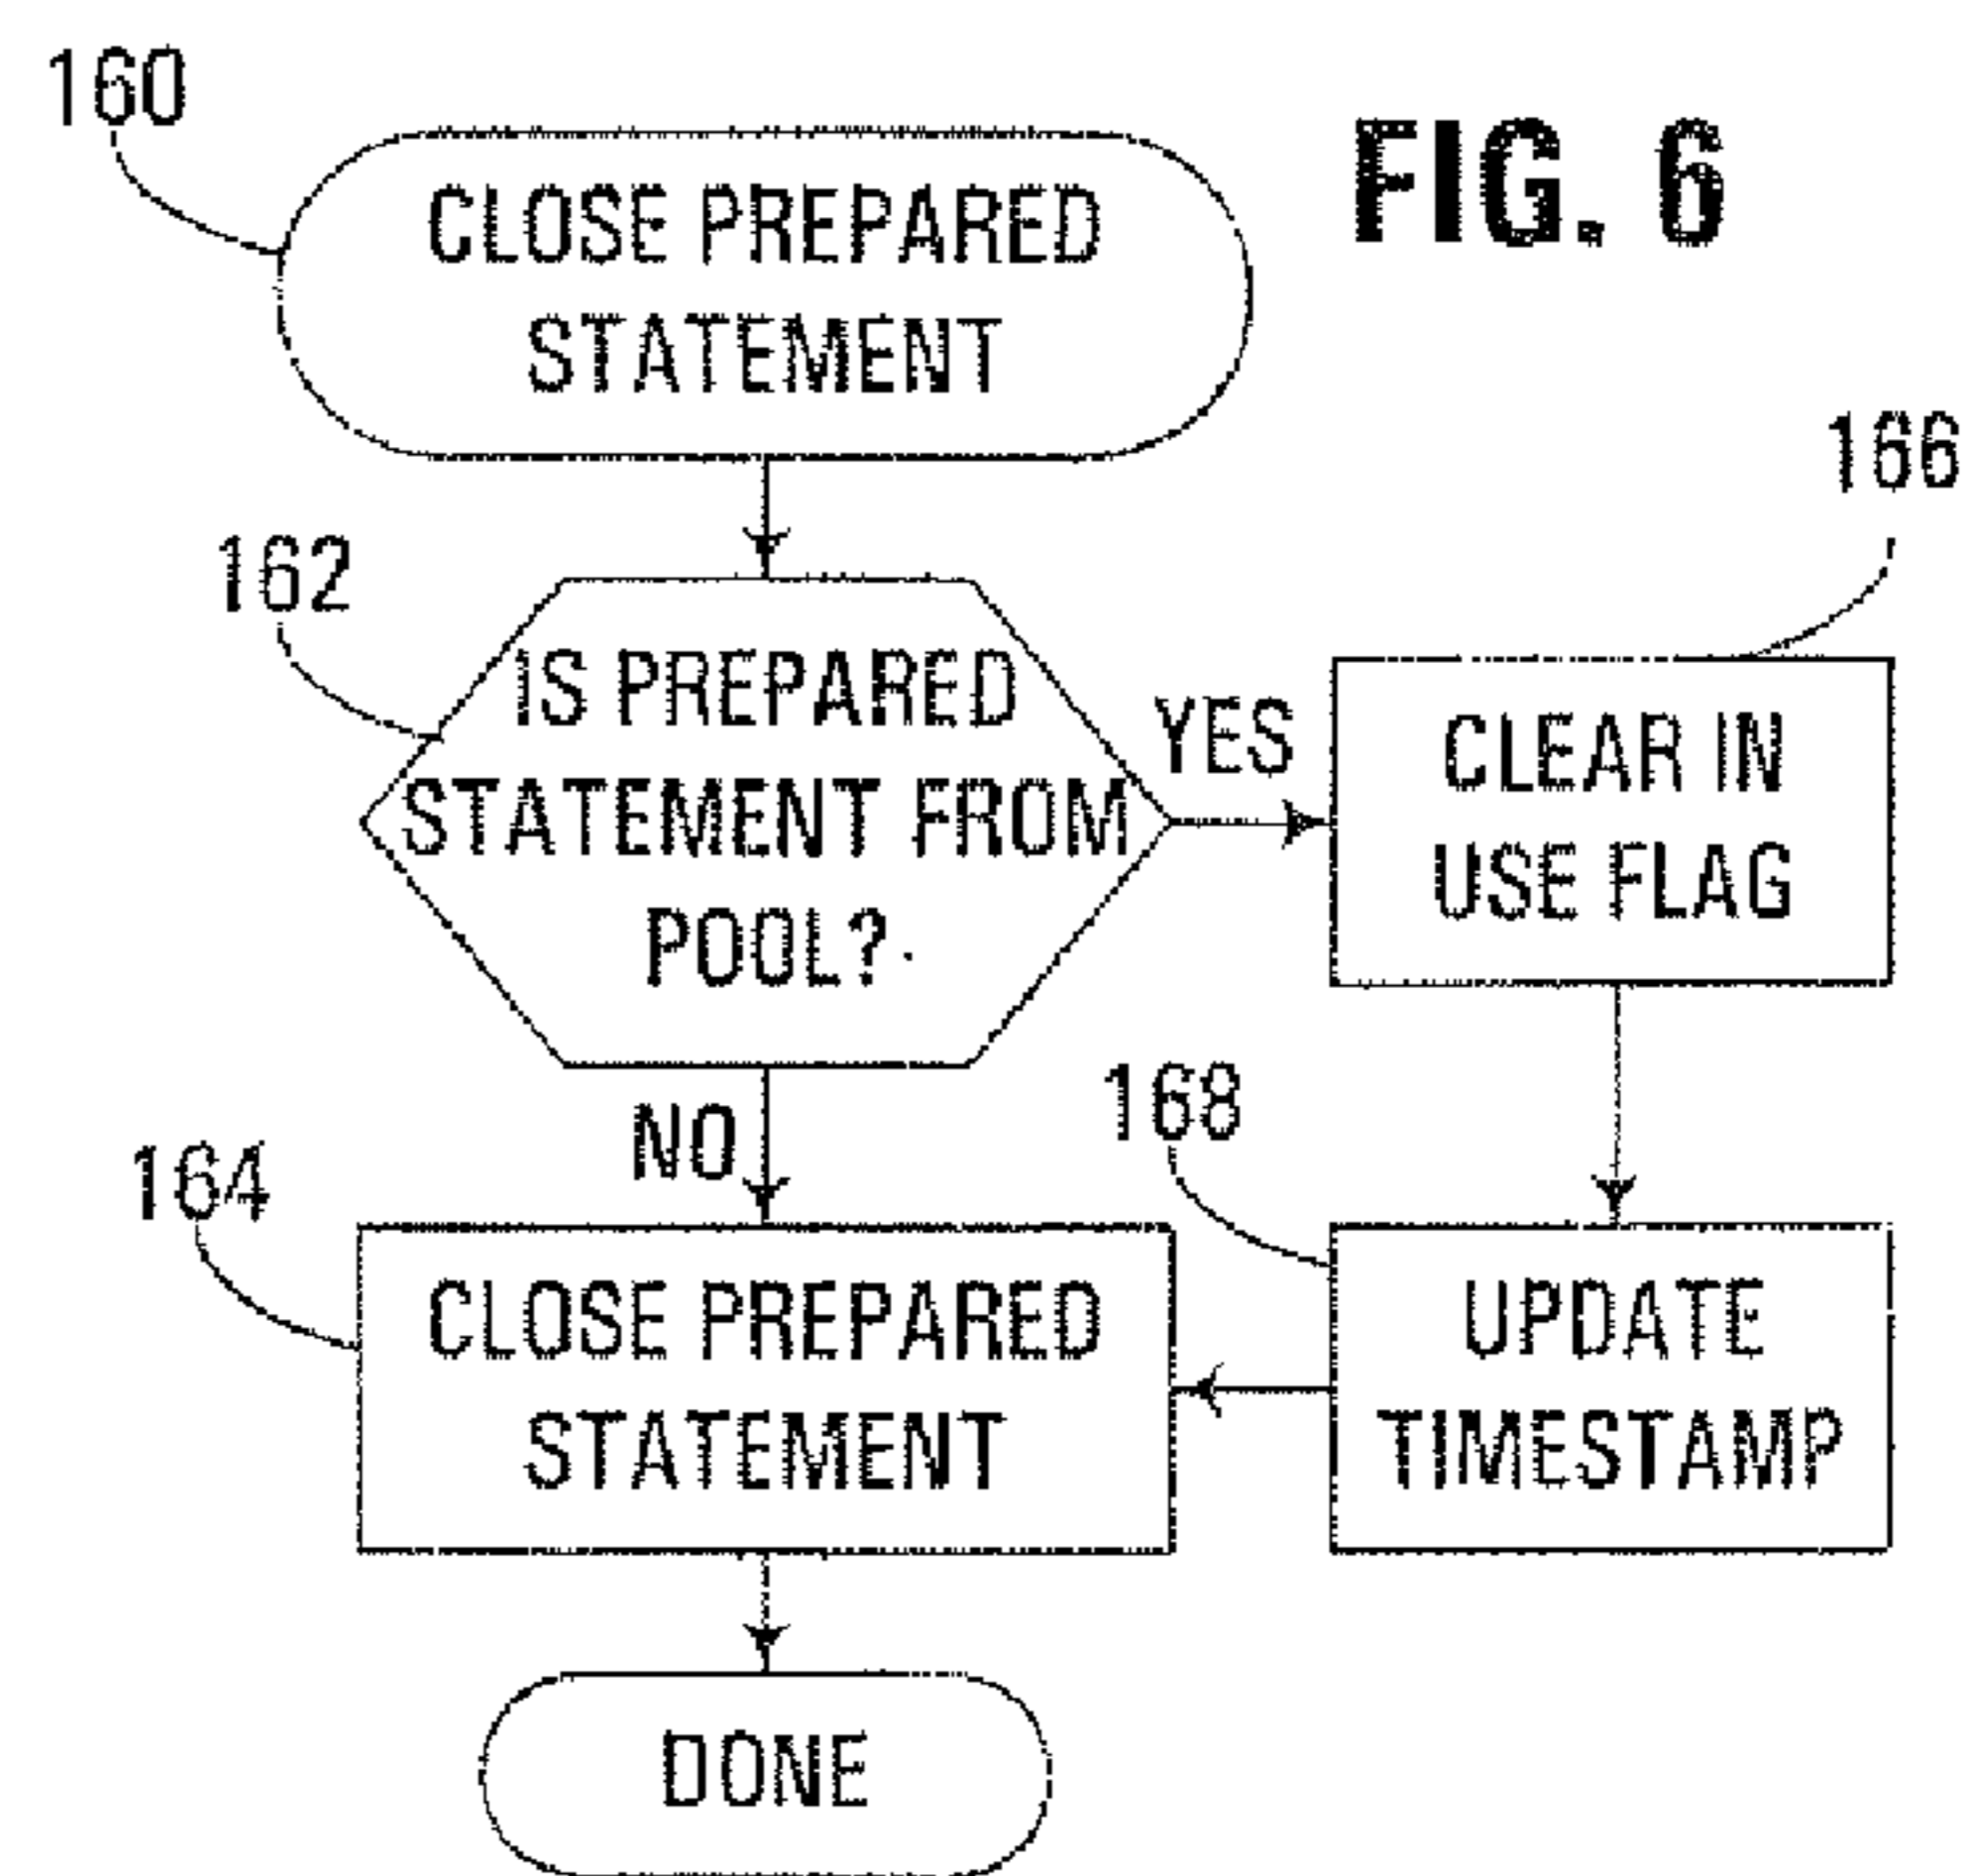 160
FIG. 6
CLOSE PREPARED
STATEMENT
166
162
IS PREPARED
STATEMENT FROM
POOL?
YES
CLEAR IN
USE FLAG
NO
168
164
CLOSE PREPARED
STATEMENT
UPDATE
TIMESTAMP
DONE